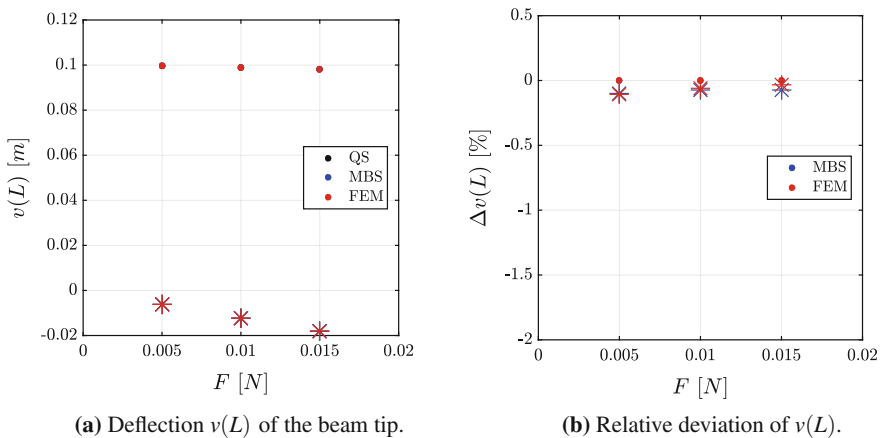 0.12
0.1
0.08
0.06
0.04
0.02
0
-0.02
v(L) [m]
QS
MBS
FEM
0
0.005
0.01
0.015
0.02
F [N]
(a) Deflection v(L) of the beam tip.
0.5
0
-0.5
-1
-1.5
-2
Δv(L) [%]
MBS
FEM
0
0.005
0.01
0.015
0.02
F [N]
(b) Relative deviation of v(L).